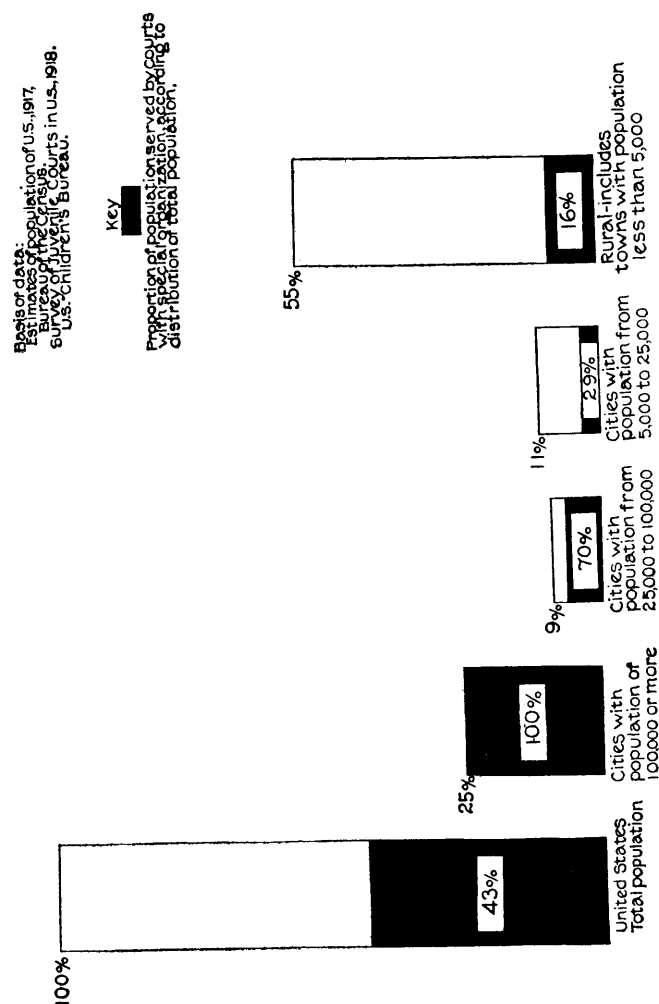 Basis of data:
Estimates of population of U.S., 1917,
Bureau of the Census.
Survey of Juvenile Courts in U.S., 1918.
U.S. Children's Bureau.
Key
Proportion of population served by courts
with special organization, according to
distribution of total population.
100%
43%
United States
Total population
25%
100%
Cities with
population of
100,000 or more
9%
70%
Cities with
population from
25,000 to 100,000
11%
29%
Cities with
population from
5,000 to 25,000
55%
16%
Rural-includes
towns with population
less than 5,000